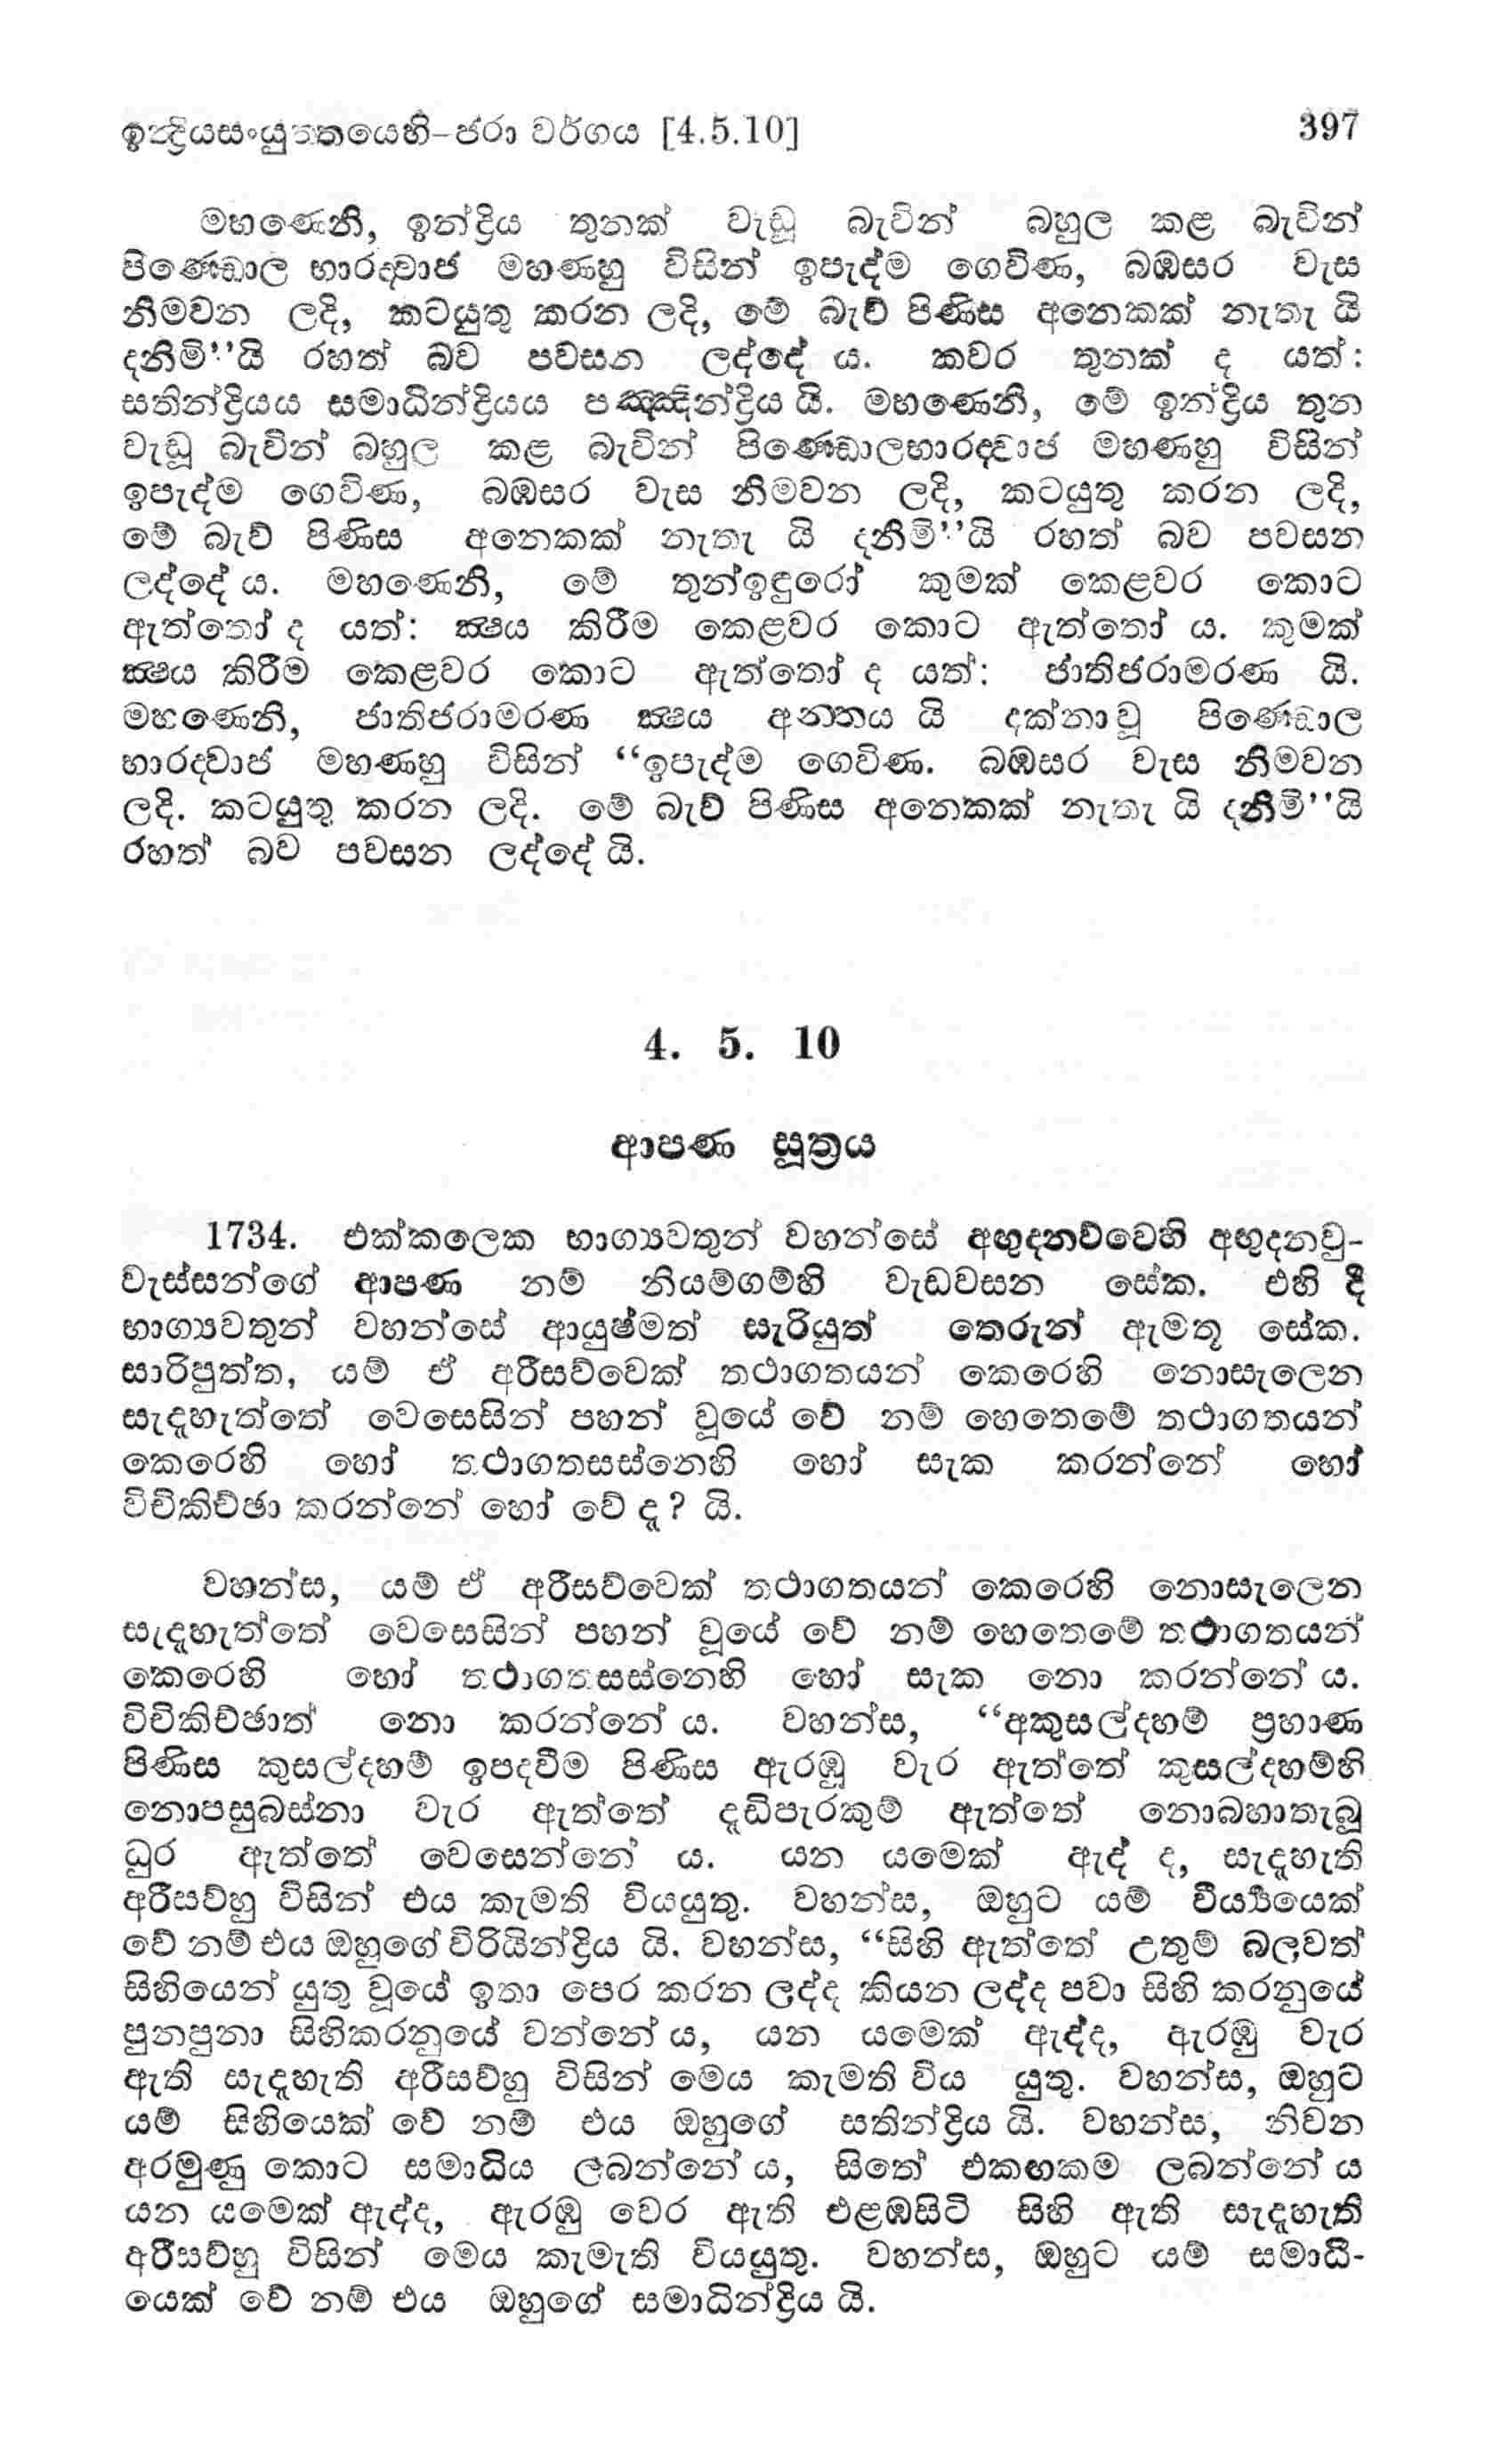 ඉන්ද්‍රියසංයුත්තයෙහි-ජරා වර්ගය [4.5.10] 397
මහණෙනි, ඉන්ද්‍රිය තුනක් වැඩූ බැවින් බහුල කළ බැවින්
පිණ්ඩොල භාරද්වාජ මහණහු විසින් ඉපැද්ම ගෙවිණ, බඹසර වැස
නිමවන ලදි, කටයුතු කරන ලදි, මේ බැව් පිණිස අනෙකක් නැතැ යි
දනිමි’’යි රහත් බව පවසන ලද්දේ ය. කවර තුනක් ද යත්:
සතින්ද්‍රියය සමාධින්ද්‍රියය පඤ්ඤින්ද්‍රිය යි. මහණෙනි, මේ ඉන්ද්‍රිය තුන
වැඩූ බැවින් බහුල කළ බැවින් පිණ්ඩොලභාරද්වාජ මහණහු විසින්
ඉපැද්ම ගෙවිණ, බඹසර වැස නිමවන ලදි, කටයුතු කරන ලදි,
මේ බැව් පිණිස අනෙකක් නැතැ යි දනිමි’’යි රහත් බව පවසන
ලද්දේ ය. මහණෙනි, මේ තුන්ඉඳුරෝ කුමක් කෙළවර කොට
ඇත්තෝ ද යත්: ක්‍ෂය කිරීම කෙළවර කොට ඇත්තෝ ය. කුමක්
ක්‍ෂය කිරීම කෙළවර කොට ඇත්තෝ ද යත්: ජාතිජරාමරණ යි.
මහණෙනි, ජාතිජරාමරණ ක්‍ෂය අන්තය යි දක්නා වූ පිණ්ඩොල
භාරද්වාජ මහණහු විසින් “ඉපැද්ම ගෙවිණ. බඹසර වැස නිමවන
ලදි. කටයුතු කරන ලදි. මේ බැව් පිණිස අනෙකක් නැතැ යි දනිමි’’යි
රහත් බව පවසන ලද්දේ යි.
4. 5. 10
ආපණ සූත්‍රය
1734. එක්කලෙක භාග්‍යවතුන් වහන්සේ අඟුදනව්වෙහි අඟුදනවු-
වැස්සන්ගේ ආපණ නම් නියම්ගම්හි වැඩවසන සේක. එහි දී
භාග්‍යවතුන් වහන්සේ ආයුෂ්මත් සැරියුත් තෙරුන් ඇමතූ සේක.
සාරිපුත්ත, යම් ඒ අරීසව්වෙක් තථාගතයන් කෙරෙහි නොසැලෙන
සැදැහැත්තේ වෙසෙසින් පහන් වූයේ වේ නම් හෙතෙමේ තථාගතයන්
කෙරෙහි හෝ තථාගතසස්නෙහි හෝ සැක කරන්නේ හෝ
විචිකිච්ඡා කරන්නේ හෝ වේ දැ? යි.
වහන්ස, යම් ඒ අරීසව්වෙක් තථාගතයන් කෙරෙහි නොසැලෙන
සැදැහැත්තේ වෙසෙසින් පහන් වූයේ වේ නම් හෙතෙමේ තථාගතයන්
කෙරෙහි හෝ තථාගතසස්නෙහි හෝ සැක නො කරන්නේ ය.
විචිකිච්ඡාත් නො කරන්නේ ය. වහන්ස, “අකුසල්දහම් ප්‍රහාණ
පිණිස කුසල්දහම් ඉපදවීම පිණිස ඇරඹූ වැර ඇත්තේ කුසල්දහම්හි
නොපසුබස්නා වැර ඇත්තේ දැඩිපැරකුම් ඇත්තේ නොබහාතැබූ
ධුර ඇත්තේ වෙසෙන්නේ ය. යන යමෙක් ඇද් ද, සැදැහැති
අරීසව්හු විසින් එය කැමති වියයුතු. වහන්ස, ඔහුට යම් වීර්‍ය්‍යයෙක්
වේ නම් එය ඔහුගේ විරියින්ද්‍රිය යි. වහන්ස, “සිහි ඇත්තේ උතුම් බලවත්
සිහියෙන් යුතු වූයේ ඉතා පෙර කරන ලද්ද කියන ලද්ද පවා සිහි කරනුයේ
පුනපුනා සිහිකරනුයේ වන්නේ ය, යන යමෙක් ඇද්ද, ඇරඹූ වැර
ඇති සැදැහැති අරීසව්හු විසින් මෙය කැමති විය යුතු. වහන්ස, ඔහුට
යම් සිහියෙක් වේ නම් එය ඔහුගේ සතින්ද්‍රිය යි. වහන්ස, නිවන
අරමුණු කොට සමාධිය ලබන්නේ ය, සිතේ එකඟකම ලබන්නේ ය
යන යමෙක් ඇද්ද, ඇරඹූ වෙර ඇති එළඹසිටි සිහි ඇති සැදැහැති
අරීසව්හු විසින් මෙය කැමැති වියයුතු. වහන්ස, ඔහුට යම් සමාධි-
යෙක් වේ නම් එය ඔහුගේ සමාධින්ද්‍රිය යි.